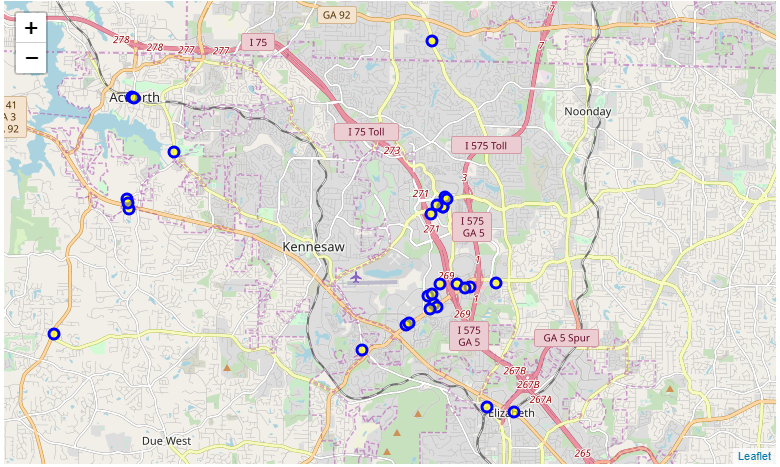 GA 92
+
−
278
277
277
I 75
Acworth
41
A 3
92
I 75 Toll
273
I 575 Toll
Noonday
7
7
3
271
271
I 575
GA 5
Kennesaw
269
1
1
269
I 575
GA 5
GA 5 Spur
267B
267B
267A
Elizabeth
Due West
265
Leaflet